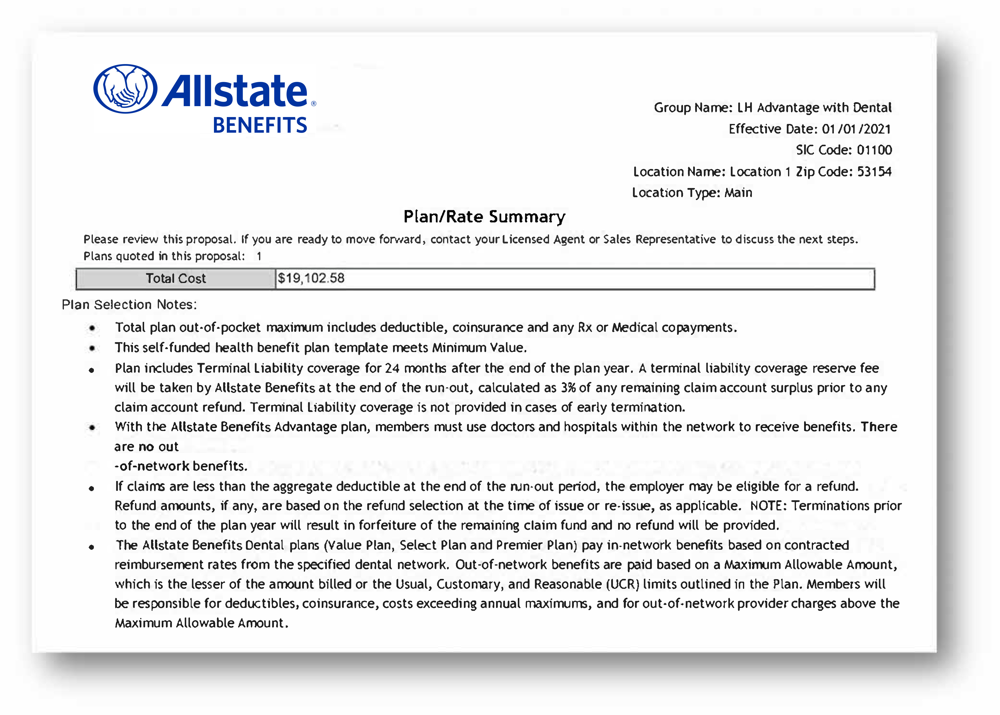 Allstate®
BENEFITS
Group Name: LH Advantage with Dental
Effective Date: 01/01/2021
SIC Code: 01100
Location Name: Location 1 Zip Code: 53154
Location Type: Main
Plan/Rate Summary
Please review this proposal. If you are ready to move forward, contact your Licensed Agent or Sales Representative to discuss the next steps.
Plans quoted in this proposal: 1
Total Cost $19,102.58
Plan Selection Notes:
• Total plan out-of-pocket maximum includes deductible, coinsurance and any Rx or Medical copayments.
• This self-funded health benefit plan template meets Minimum Value.
• Plan includes Terminal Liability coverage for 24 months after the end of the plan year. A terminal liability coverage reserve fee
will be taken by Allstate Benefits at the end of the run-out, calculated as 3% of any remaining claim account surplus prior to any
claim account refund. Terminal Liability coverage is not provided in cases of early termination.
• With the Allstate Benefits Advantage plan, members must use doctors and hospitals within the network to receive benefits. There
are no out
-of-network benefits.
• If claims are less than the aggregate deductible at the end of the run-out period, the employer may be eligible for a refund.
Refund amounts, if any, are based on the refund selection at the time of issue or re-issue, as applicable. NOTE: Terminations prior
to the end of the plan year will result in forfeiture of the remaining claim fund and no refund will be provided.
• The Allstate Benefits Dental plans (Value Plan, Select Plan and Premier Plan) pay in-network benefits based on contracted
reimbursement rates from the specified dental network. Out-of-network benefits are paid based on a Maximum Allowable Amount,
which is the lesser of the amount billed or the Usual, Customary, and Reasonable (UCR) limits outlined in the Plan. Members will
be responsible for deductibles, coinsurance, costs exceeding annual maximums, and for out-of-network provider charges above the
Maximum Allowable Amount.